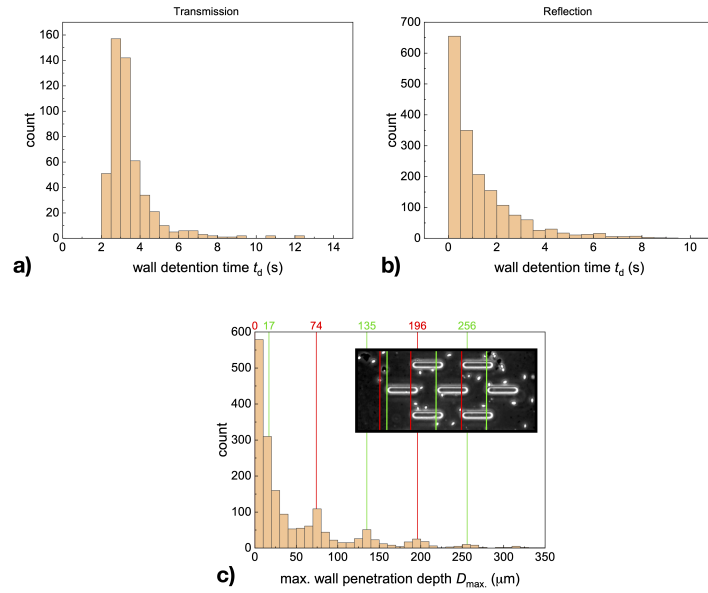 Transmission
160
140
120
100
80
60
40
20
0
count
0 2 4 6 8 10 12 14
wall detention time td (s)
a)
Reflection
700
600
500
400
300
200
100
0
count
0 2 4 6 8 10
wall detention time td (s)
b)
0 17 74 135 196 256
600
500
400
300
200
100
0
count
0 50 100 150 200 250 300 350
max. wall penetration depth Dmax. (μm)
c)